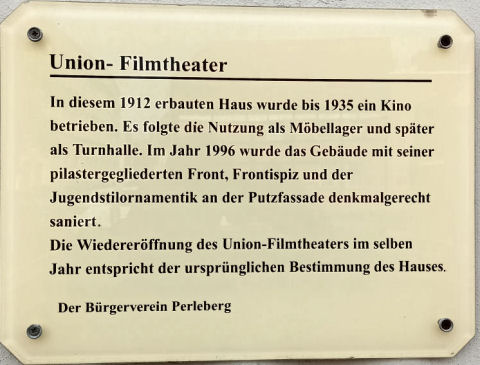 Union- Filmtheater
In diesem 1912 erbauten Haus wurde bis 1935 ein Kino
betrieben. Es folgte die Nutzung als Möbellager und später
als Turnhalle. Im Jahr 1996 wurde das Gebäude mit seiner
pilastergegliederten Front, Frontispiz und der
Jugendstilornamentik an der Putzfassade denkmalgerecht
saniert.
Die Wiedereröffnung des Union-Filmtheaters im selben
Jahr entspricht der ursprünglichen Bestimmung des Hauses.
Der Bürgerverein Perleberg